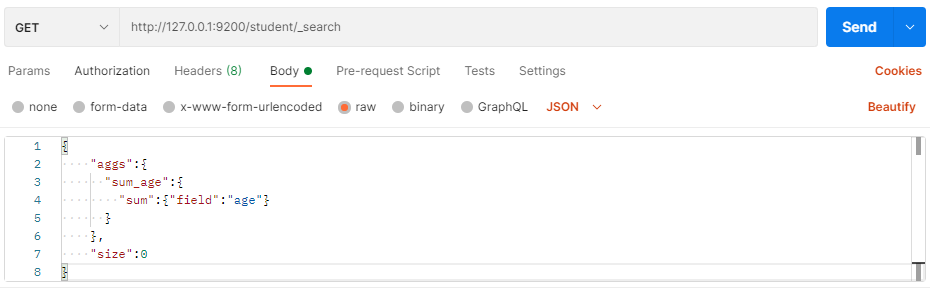 GET http://127.0.0.1:9200/student/_search Send
Params Authorization Headers (8) Body Pre-request Script Tests Settings Cookies
none form-data x-www-form-urlencoded raw binary GraphQL JSON Beautify
1 {
2 "aggs":{
3 "sum_age":{
4 "sum":{"field":"age"}
5 }
6 },
7 "size":0
8 }